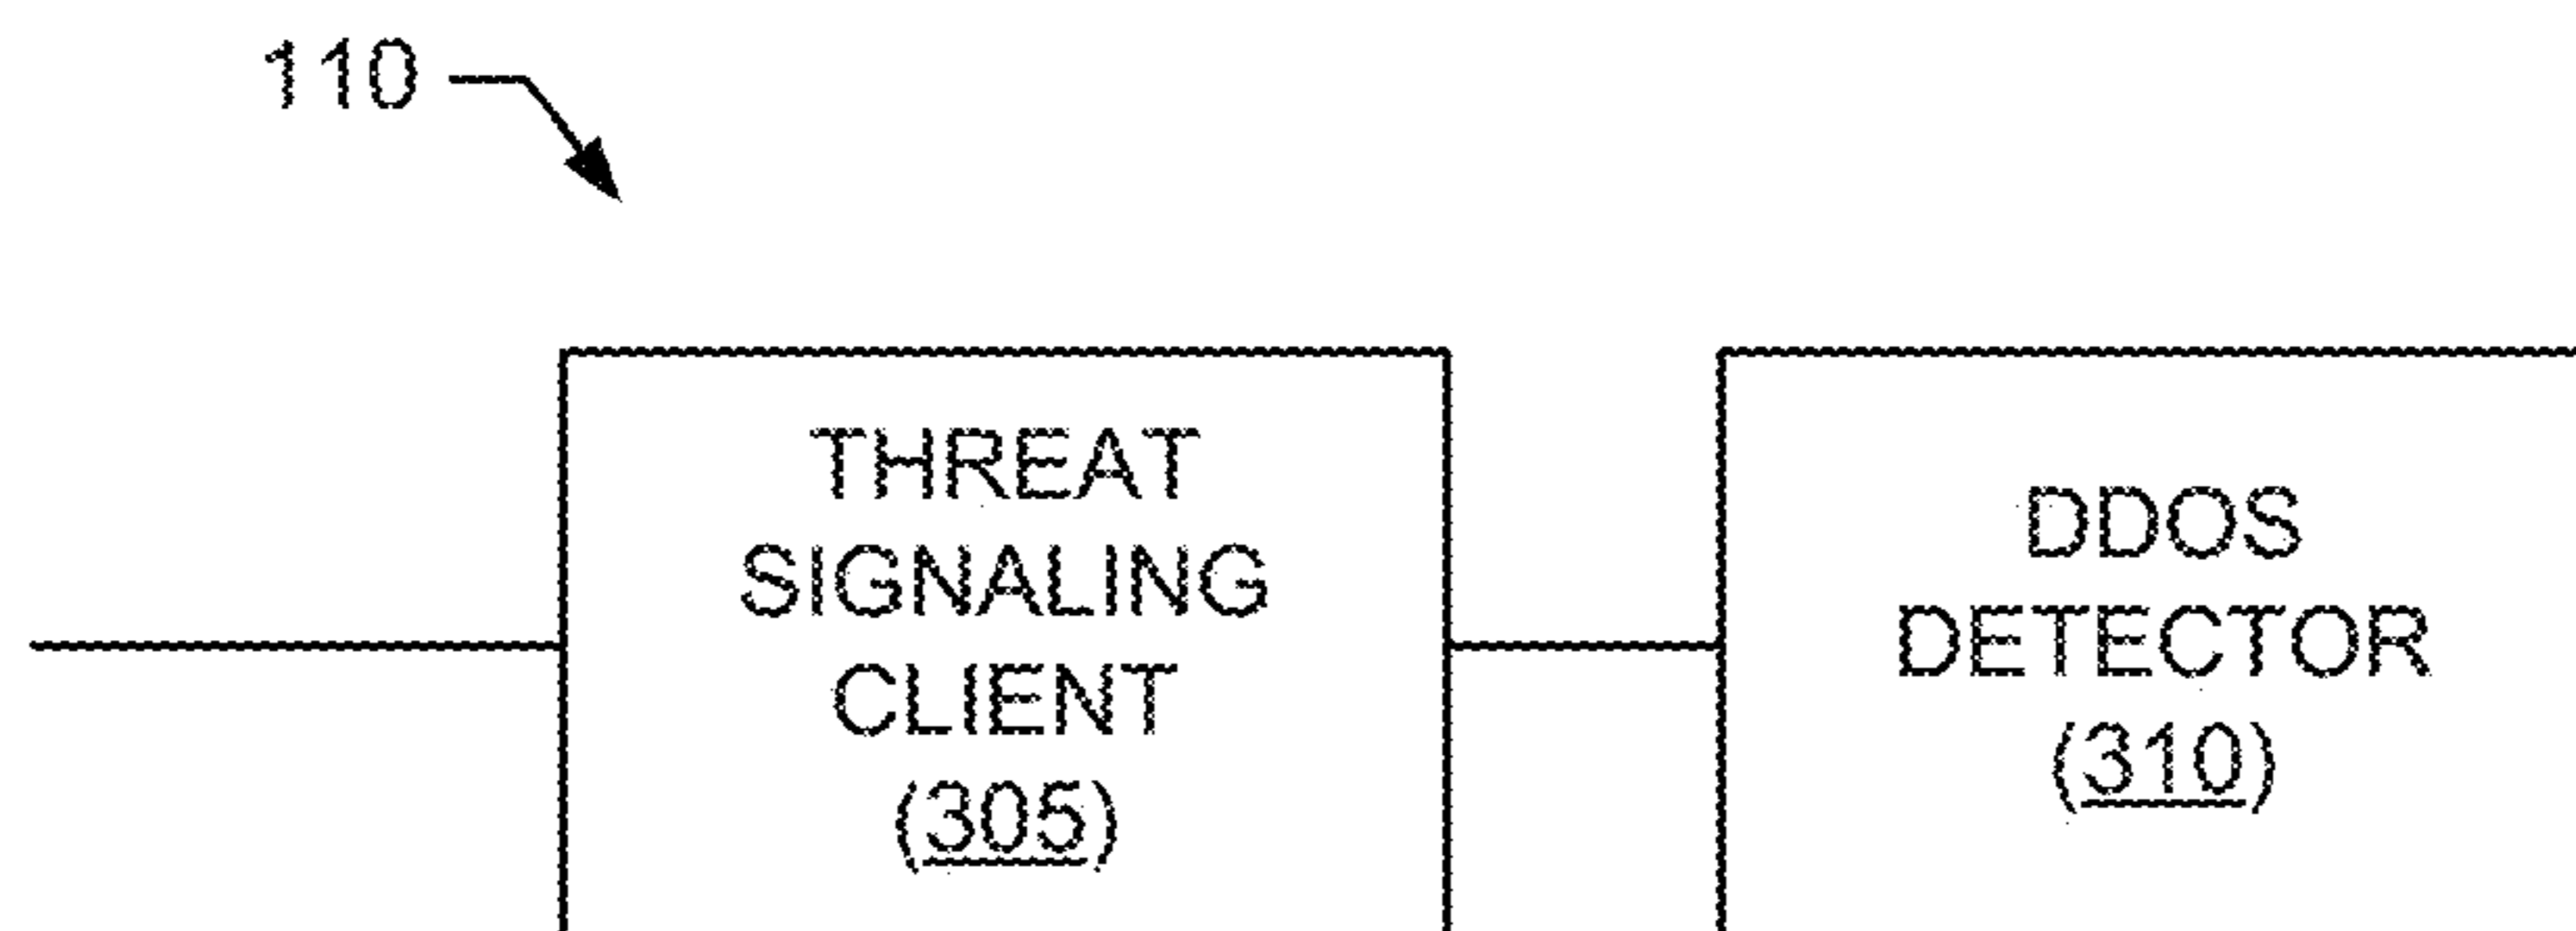 110
THREAT
SIGNALING
CLIENT
(305)
DDOS
DETECTOR
(310)